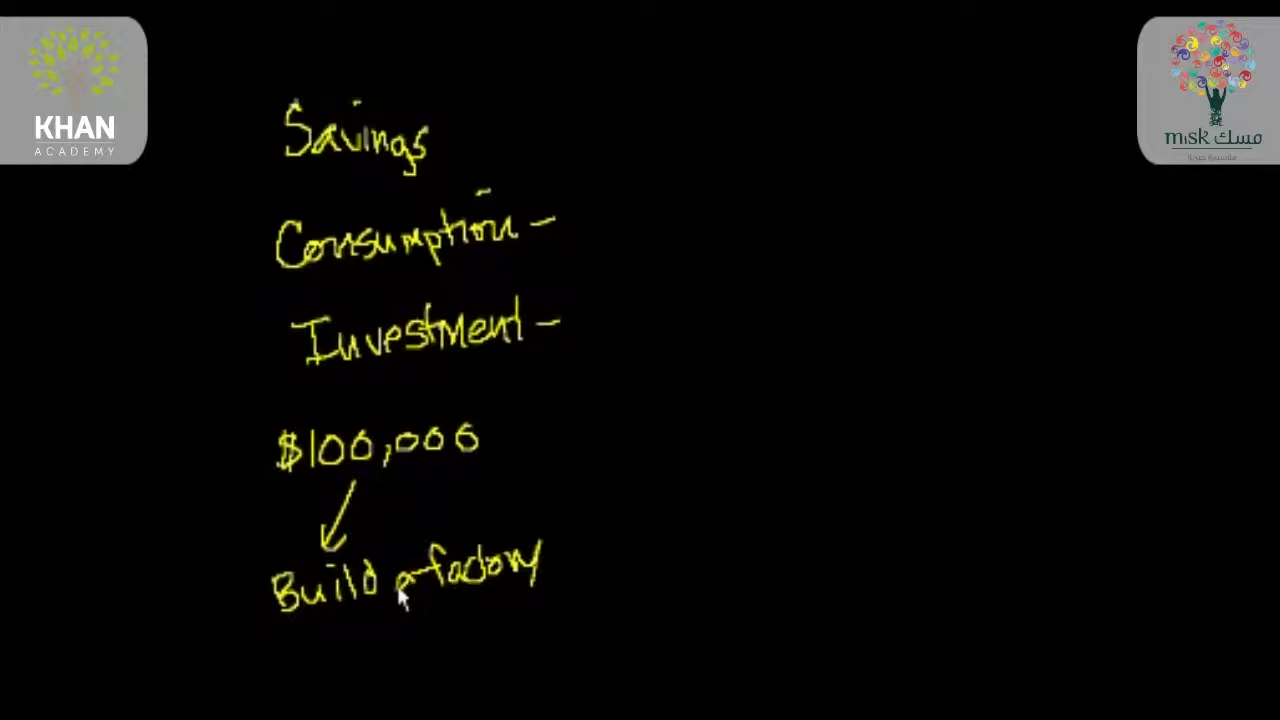 KHAN
ACADEMY
misk مسك
Savings
Consumption -
Investment -
$100,000
Build a factory